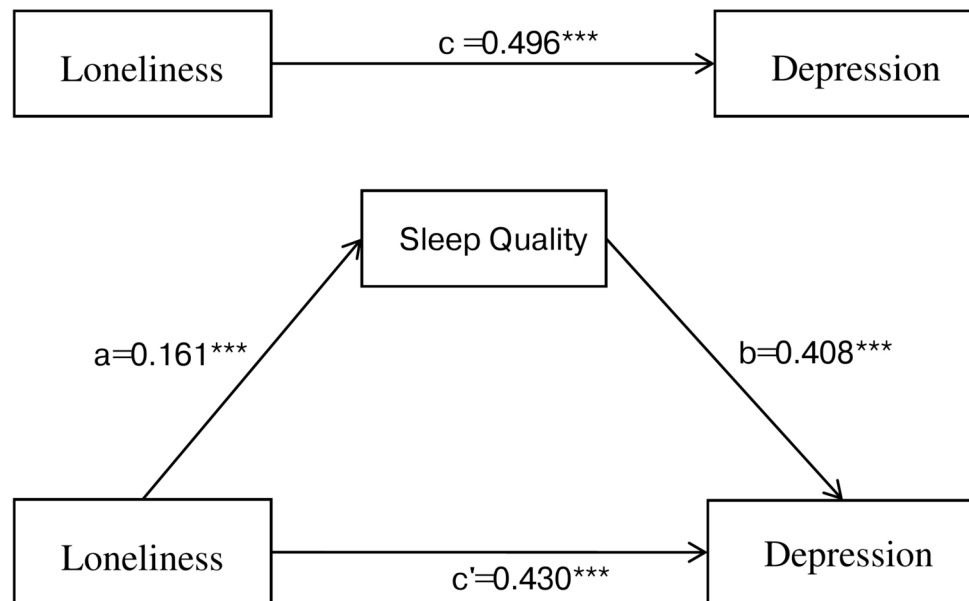 c =0.496***
Loneliness
Depression
Sleep Quality
a=0.161***
b=0.408***
Loneliness
Depression
c'=0.430***